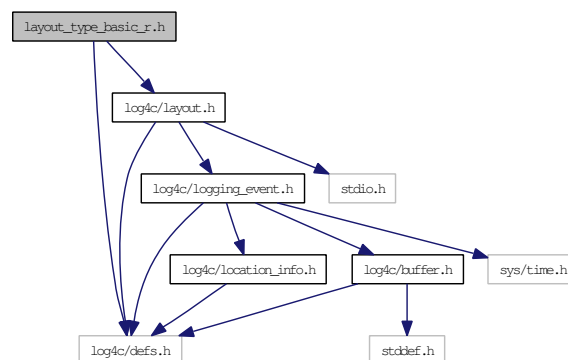 layout_type_basic_r.h
log4c/layout.h
log4c/logging_event.h
stdio.h
log4c/location_info.h
log4c/buffer.h
sys/time.h
log4c/defs.h
stddef.h